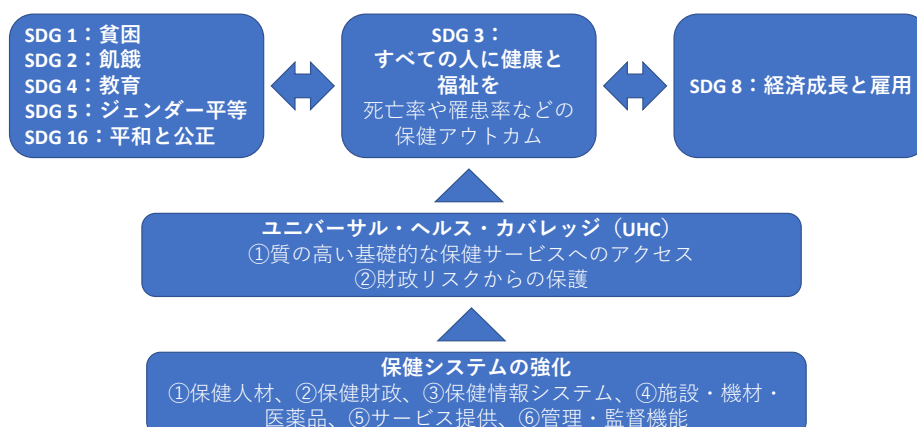 SDG 1：貧困
SDG 2：飢餓
SDG 4：教育
SDG 5：ジェンダー平等
SDG 16：平和と公正
SDG 3：
すべての人に健康と
福祉を
死亡率や罹患率などの
保健アウトカム
SDG 8：経済成長と雇用
ユニバーサル・ヘルス・カバレッジ（UHC）
①質の高い基礎的な保健サービスへのアクセス
②財政リスクからの保護
保健システムの強化
①保健人材、②保健財政、③保健情報システム、④施設・機材・
医薬品、⑤サービス提供、⑥管理・監督機能